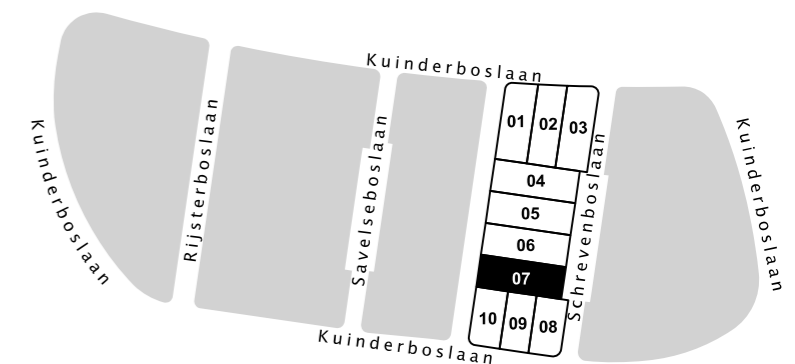 Kuinderboslaan
Kuinderboslaan
Rijsterboslaan
Savelseboslaan
Schrevenboslaan
Kuinderboslaan
01 02 03
04
05
06
07
10 09 08
Kuinderboslaan